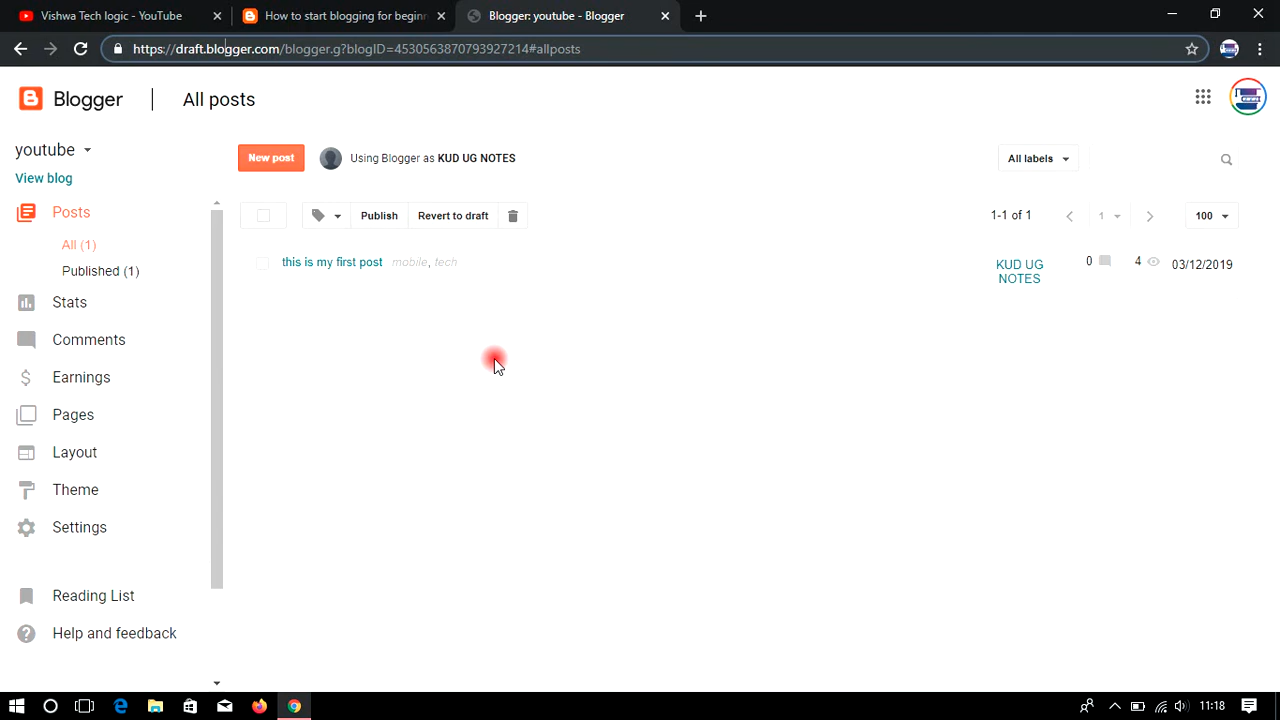 Vishwa Tech logic - YouTube
How to start blogging for beginn
Blogger: youtube - Blogger
https://draft.blogger.com/blogger.g?blogID=4530563870793927214#allposts
Blogger
All posts
youtube
View blog
New post
Using Blogger as KUD UG NOTES
All labels
Posts
All (1)
Published (1)
Stats
Comments
Earnings
Pages
Layout
Theme
Settings
Reading List
Help and feedback
Publish
Revert to draft
1-1 of 1
1
100
this is my first post mobile, tech
KUD UG
NOTES
0
4
03/12/2019
11:18